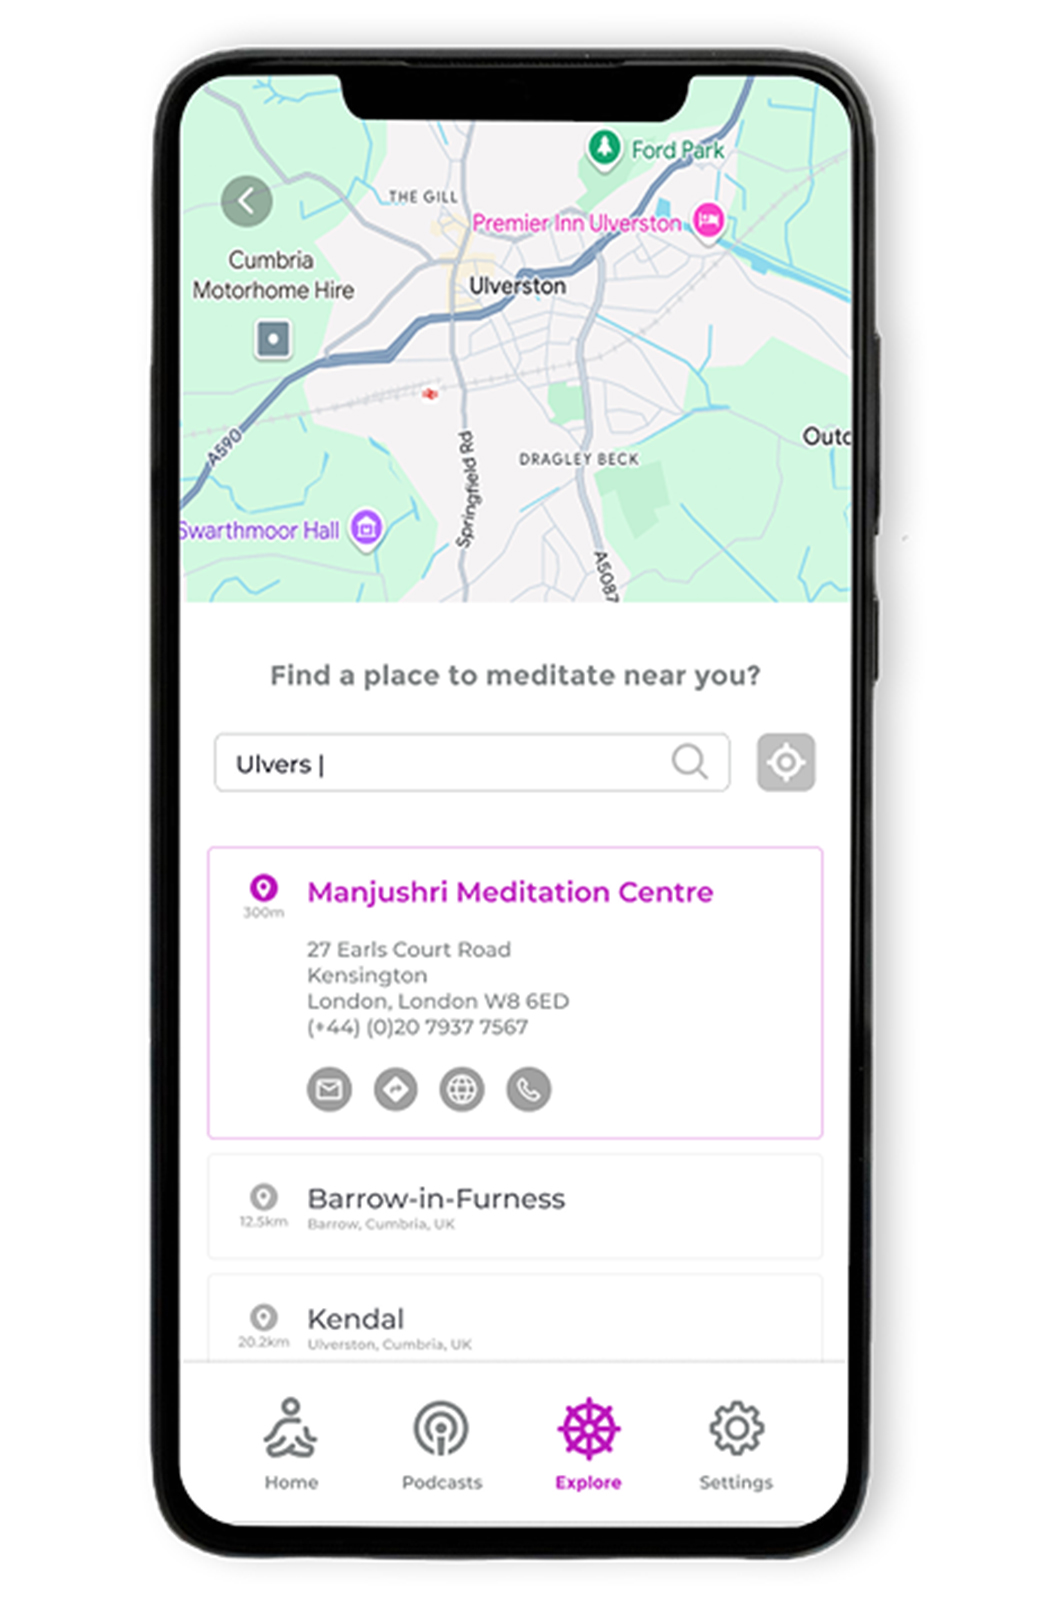 Ford Park
THE GILL
Premier Inn Ulverston
Cumbria
Motorhome Hire
Ulverston
A590
Springfield Rd
DRAGLEY BECK
Outc
Swarthmoor Hall
A5087
Find a place to meditate near you?
Ulvers |
300m
Manjushri Meditation Centre
27 Earls Court Road
Kensington
London, London W8 6ED
(+44) (0)20 7937 7567
12.5km
Barrow-in-Furness
Barrow, Cumbria, UK
20.2km
Kendal
Ulverston, Cumbria, UK
Home
Podcasts
Explore
Settings